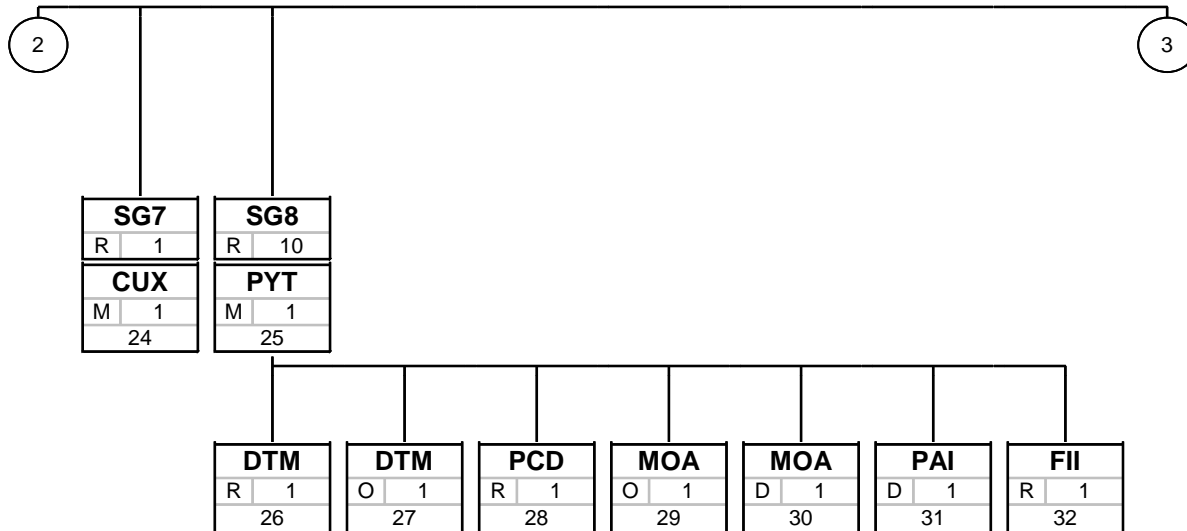 2 3
SG7 SG8
R 1 R 10
CUX PYT
M 1 M 1
24 25
DTM DTM PCD MOA MOA PAI FII
R 1 O 1 R 1 O 1 D 1 D 1 R 1
26 27 28 29 30 31 32